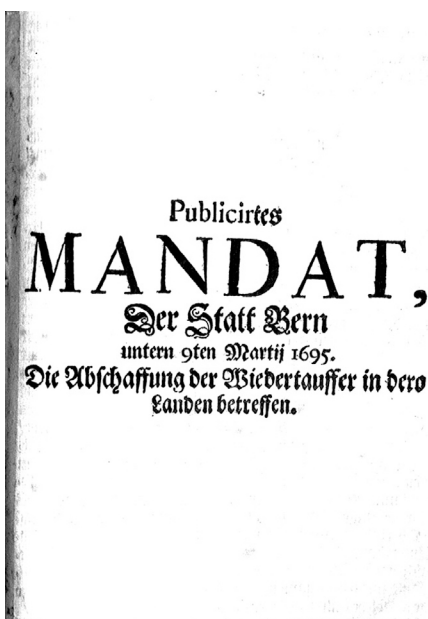 Publicirtes
MANDAT,
Der Statt Bern
untern 9ten Martij 1695.
Die Abschaffung der Wiedertauffer in dero
Landen betreffen.